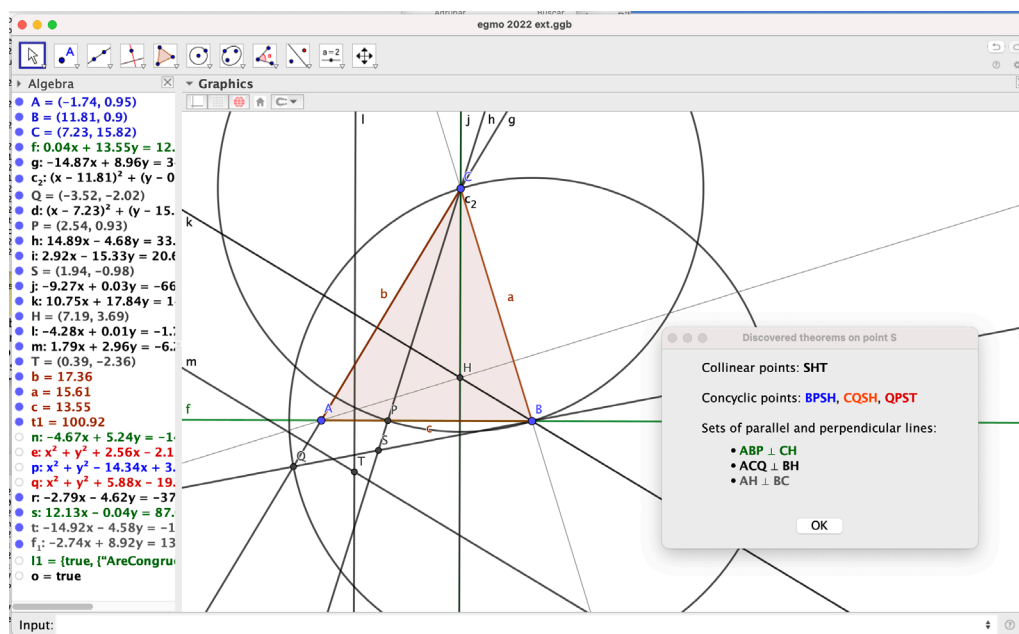 egmo 2022 ext.ggb
A
a=2
Algebra
Graphics
A = (−1.74, 0.95)
B = (11.81, 0.9)
C = (7.23, 15.82)
f: 0.04x + 13.55y = 12.
g: −14.87x + 8.96y = 3
c₂: (x − 11.81)² + (y − 0
Q = (−3.52, −2.02)
d: (x − 7.23)² + (y − 15.
P = (2.54, 0.93)
h: 14.89x − 4.68y = 33.
i: 2.92x − 15.33y = 20.6
S = (1.94, −0.98)
j: −9.27x + 0.03y = −66
k: 10.75x + 17.84y = 1
H = (7.19, 3.69)
l: −4.28x + 0.01y = −1.
m: 1.79x + 2.96y = −6.
T = (0.39, −2.36)
b = 17.36
a = 15.61
c = 13.55
t1 = 100.92
n: −4.67x + 5.24y = −1
e: x² + y² + 2.56x − 2.1
p: x² + y² − 14.34x + 3.
q: x² + y² + 5.88x − 19.
r: −2.79x − 4.62y = −37
s: 12.13x − 0.04y = 87.
t: −14.92x − 4.58y = −1
f₁: −2.74x + 8.92y = 13
l1 = {true, {"AreCongru
o = true
l
j
h
g
C
c₂
k
b
a
H
m
f
A
P
B
c
S
Q
T
Discovered theorems on point S
Collinear points: SHT
Concyclic points: BPSH, CQSH, QPST
Sets of parallel and perpendicular lines:
• ABP ⊥ CH
• ACQ ⊥ BH
• AH ⊥ BC
OK
Input: